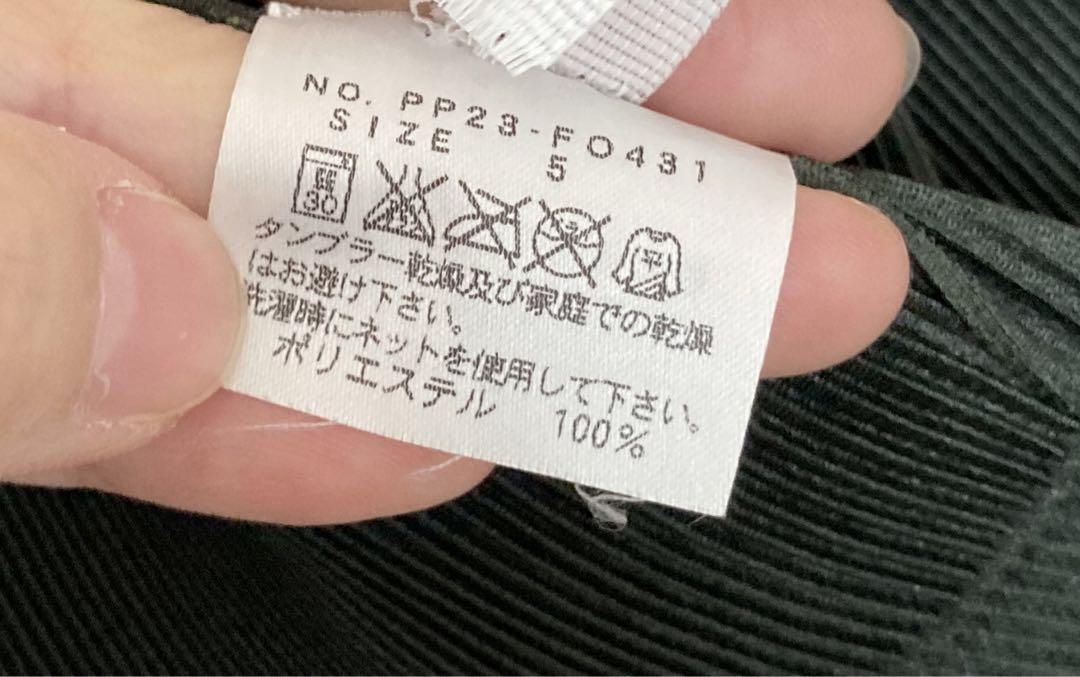 NO. PP23-FO431
SIZE 5
30
平
タンブラー乾燥及び家庭での乾燥
はお避け下さい。
洗濯時にネットを使用して下さい。
ポリエステル 100%